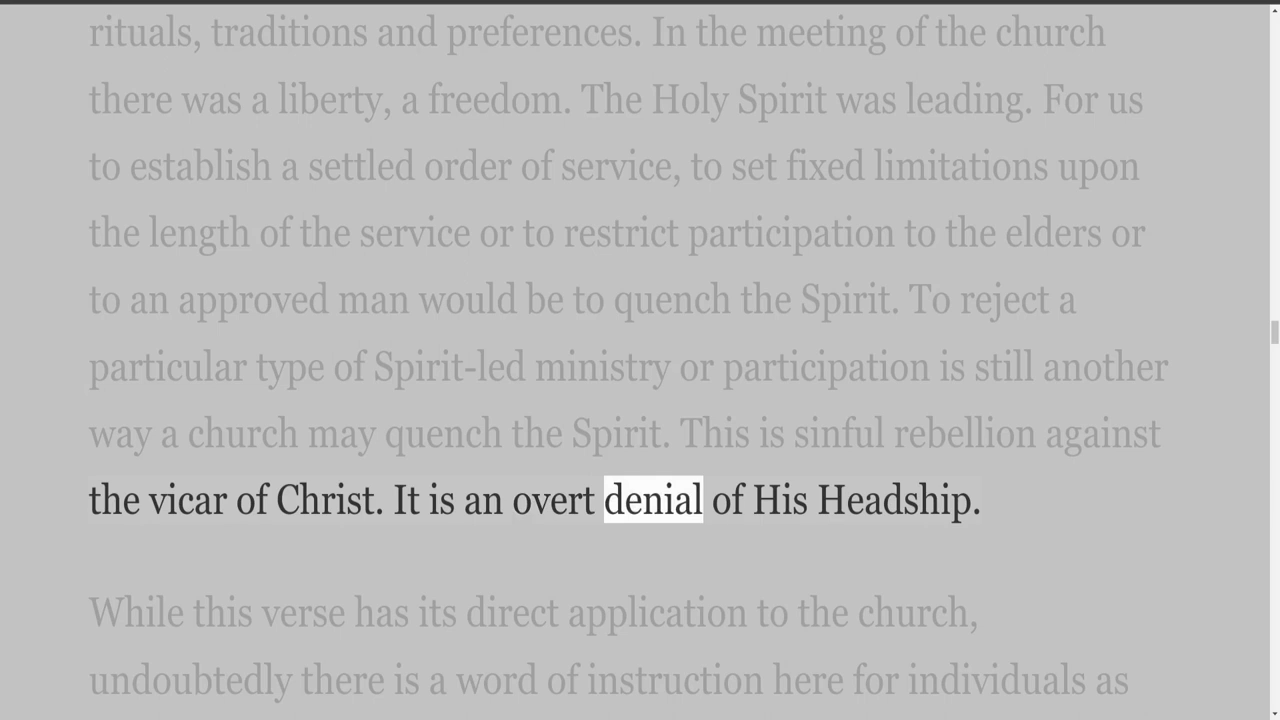 rituals, traditions and preferences. In the meeting of the church
there was a liberty, a freedom. The Holy Spirit was leading. For us
to establish a settled order of service, to set fixed limitations upon
the length of the service or to restrict participation to the elders or
to an approved man would be to quench the Spirit. To reject a
particular type of Spirit-led ministry or participation is still another
way a church may quench the Spirit. This is sinful rebellion against
the vicar of Christ. It is an overt denial of His Headship.
While this verse has its direct application to the church,
undoubtedly there is a word of instruction here for individuals as